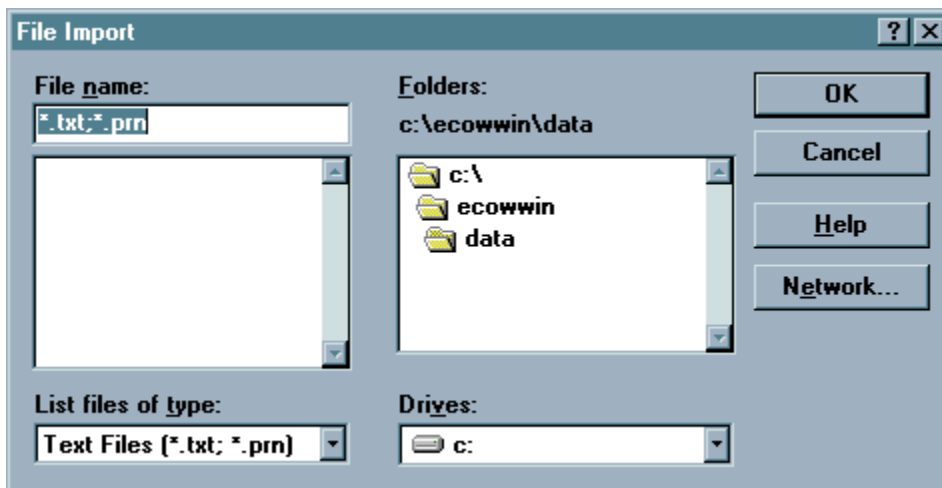 File Import
File name:
*.txt;*.prn
Folders:
c:\ecowwin\data
c:\
ecowwin
data
OK
Cancel
Help
Network...
List files of type:
Text Files (*.txt; *.prn)
Drives:
c: